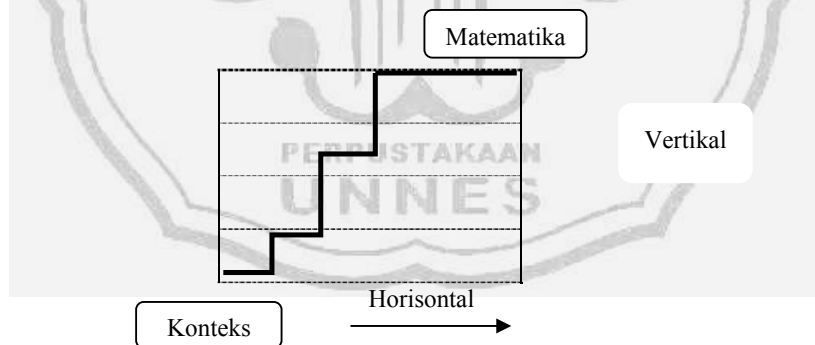 Matematika
PERPUSTAKAAN
UNNES
Vertikal
Horisontal
Konteks